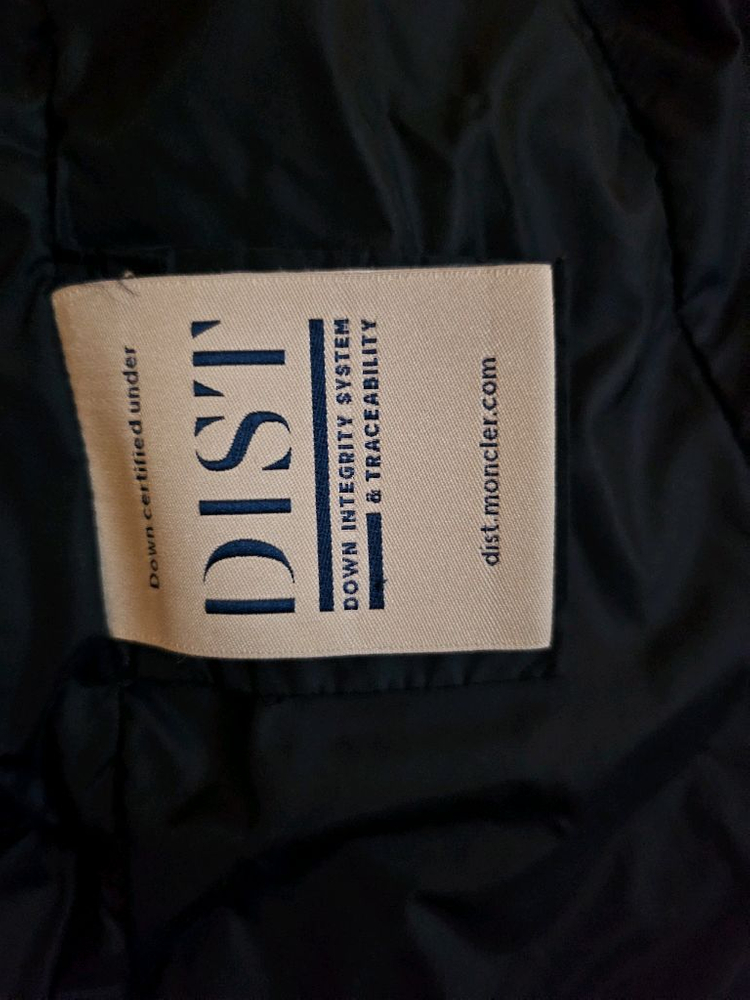 Down certified under
DIST
DOWN INTEGRITY SYSTEM
& TRACEABILITY
dist.moncler.com